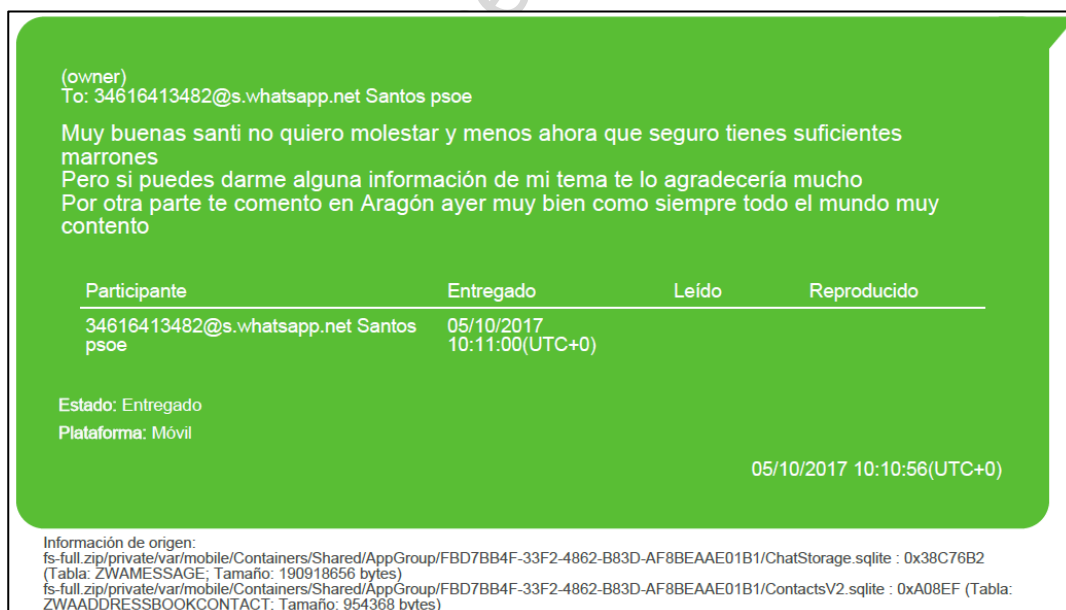 (owner)
To: 34616413482@s.whatsapp.net Santos psoe
Muy buenas santi no quiero molestar y menos ahora que seguro tienes suficientes
marrones
Pero si puedes darme alguna información de mi tema te lo agradecería mucho
Por otra parte te comento en Aragón ayer muy bien como siempre todo el mundo muy
contento
Participante Entregado Leído Reproducido
34616413482@s.whatsapp.net Santos 05/10/2017
psoe 10:11:00(UTC+0)
Estado: Entregado
Plataforma: Móvil
05/10/2017 10:10:56(UTC+0)
Información de origen:
fs-full.zip/private/var/mobile/Containers/Shared/AppGroup/FBD7BB4F-33F2-4862-B83D-AF8BEAAE01B1/ChatStorage.sqlite : 0x38C76B2
(Tabla: ZWAMESSAGE; Tamaño: 190918656 bytes)
fs-full.zip/private/var/mobile/Containers/Shared/AppGroup/FBD7BB4F-33F2-4862-B83D-AF8BEAAE01B1/ContactsV2.sqlite : 0xA08EF (Tabla:
ZWAADDRESSBOOKCONTACT; Tamaño: 954368 bytes)